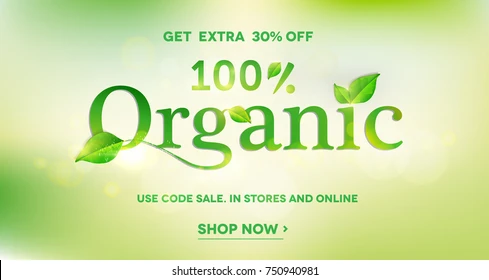 GET EXTRA 30% OFF
100%
Organic
USE CODE SALE. IN STORES AND ONLINE
SHOP NOW >
shutterstock.com · 750940981